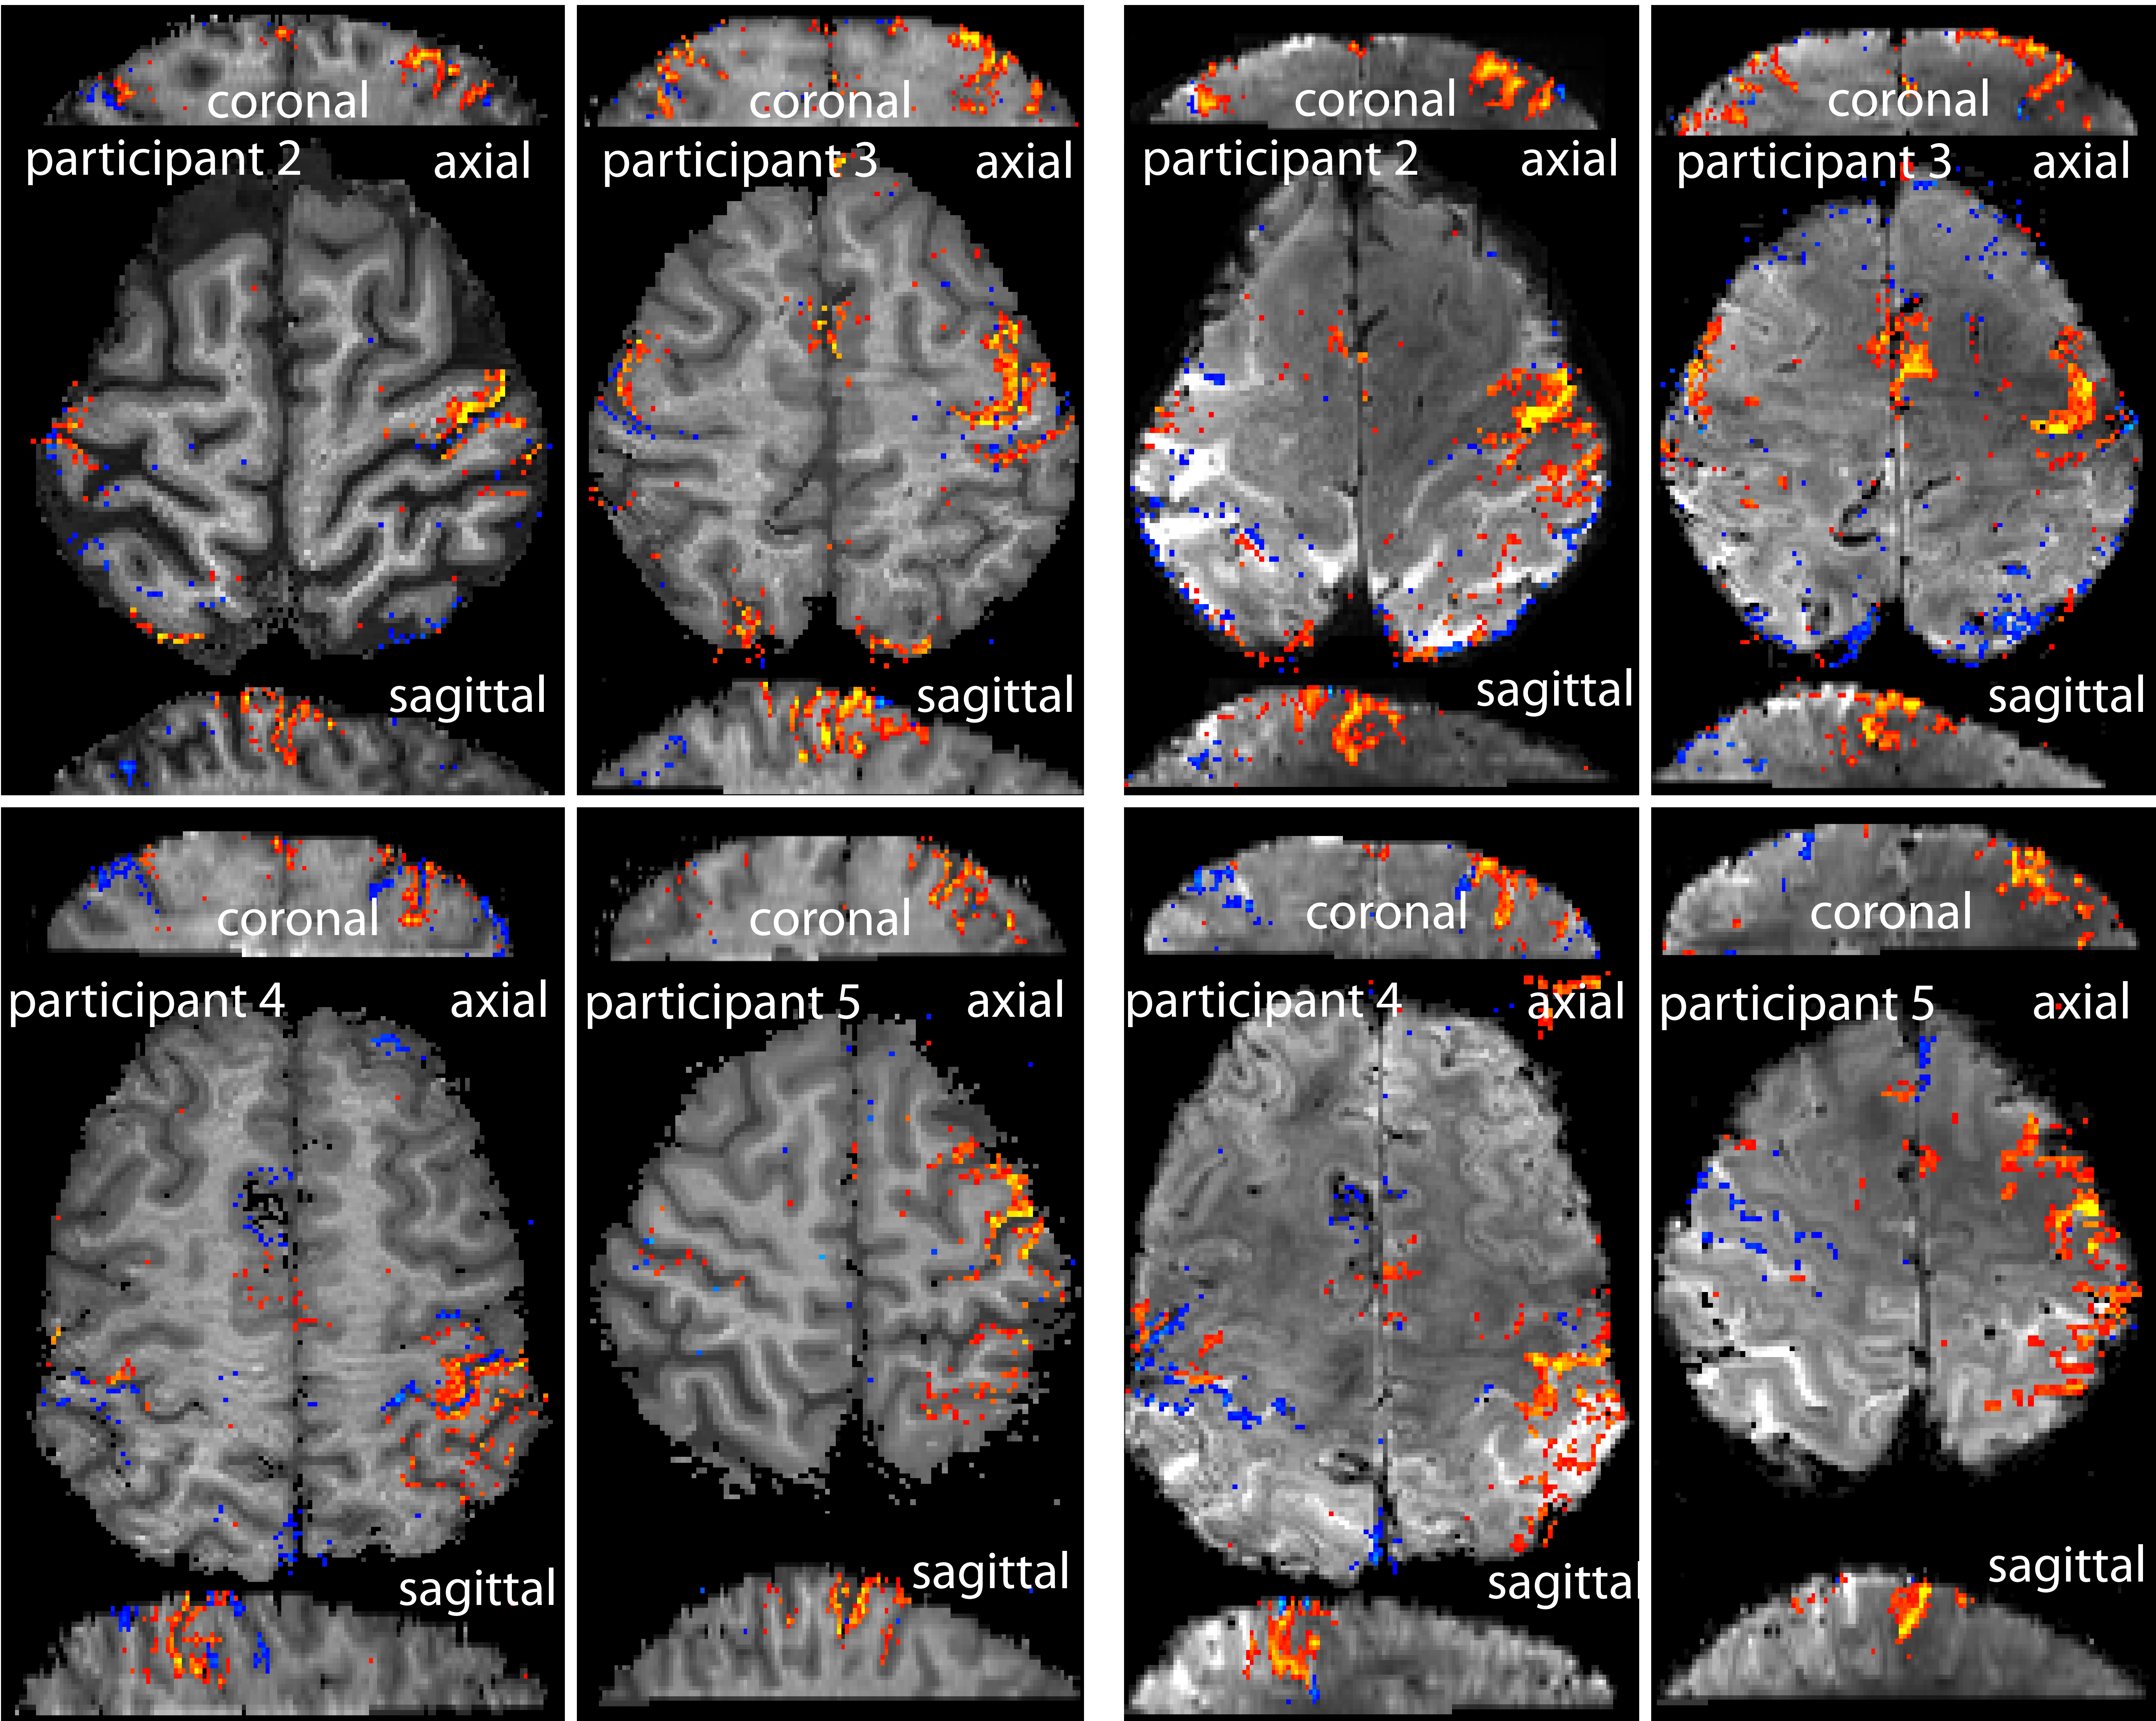 coronal
participant 2 axial
sagittal
coronal
participant 3 axial
sagittal
coronal
participant 2 axial
sagittal
coronal
participant 3 axial
sagittal
coronal
participant 4 axial
sagittal
coronal
participant 5 axial
sagittal
coronal
participant 4 axial
sagittal
coronal
participant 5 axial
sagittal